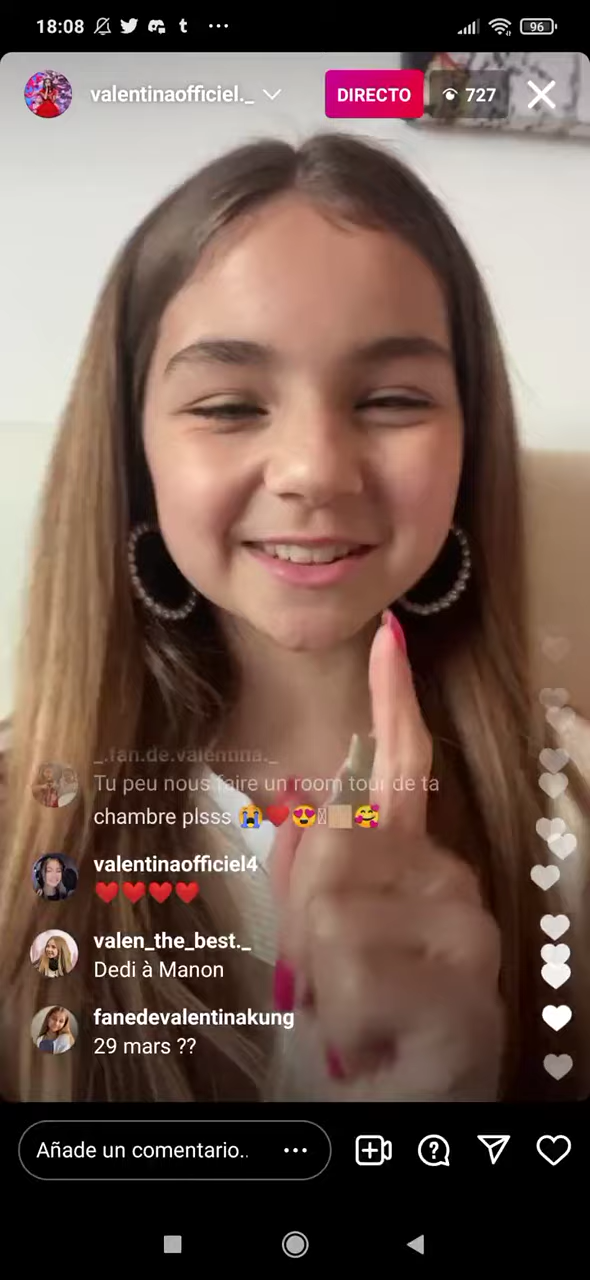 18:08
96
valentinaofficiel._
DIRECTO
727
_.fan.de.valentina._
Tu peu nous faire un room tour de ta
chambre plsss 😭❤️😍🏼🥰
valentinaofficiel4
❤️❤️❤️❤️
valen_the_best._
Dedi à Manon
fanedevalentinakung
29 mars ??
Añade un comentario..